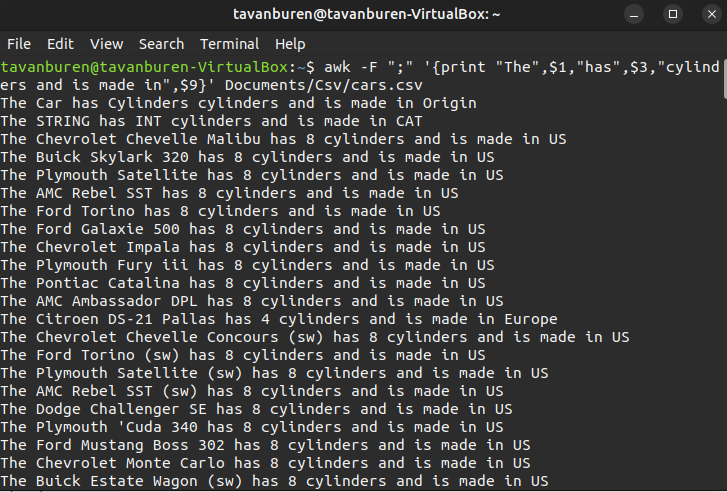 tavanburen@tavanburen-VirtualBox: ~
File Edit View Search Terminal Help
tavanburen@tavanburen-VirtualBox:~$ awk -F ";" '{print "The",$1,"has",$3,"cylind
ers and is made in",$9}' Documents/Csv/cars.csv
The Car has Cylinders cylinders and is made in Origin
The STRING has INT cylinders and is made in CAT
The Chevrolet Chevelle Malibu has 8 cylinders and is made in US
The Buick Skylark 320 has 8 cylinders and is made in US
The Plymouth Satellite has 8 cylinders and is made in US
The AMC Rebel SST has 8 cylinders and is made in US
The Ford Torino has 8 cylinders and is made in US
The Ford Galaxie 500 has 8 cylinders and is made in US
The Chevrolet Impala has 8 cylinders and is made in US
The Plymouth Fury iii has 8 cylinders and is made in US
The Pontiac Catalina has 8 cylinders and is made in US
The AMC Ambassador DPL has 8 cylinders and is made in US
The Citroen DS-21 Pallas has 4 cylinders and is made in Europe
The Chevrolet Chevelle Concours (sw) has 8 cylinders and is made in US
The Ford Torino (sw) has 8 cylinders and is made in US
The Plymouth Satellite (sw) has 8 cylinders and is made in US
The AMC Rebel SST (sw) has 8 cylinders and is made in US
The Dodge Challenger SE has 8 cylinders and is made in US
The Plymouth 'Cuda 340 has 8 cylinders and is made in US
The Ford Mustang Boss 302 has 8 cylinders and is made in US
The Chevrolet Monte Carlo has 8 cylinders and is made in US
The Buick Estate Wagon (sw) has 8 cylinders and is made in US